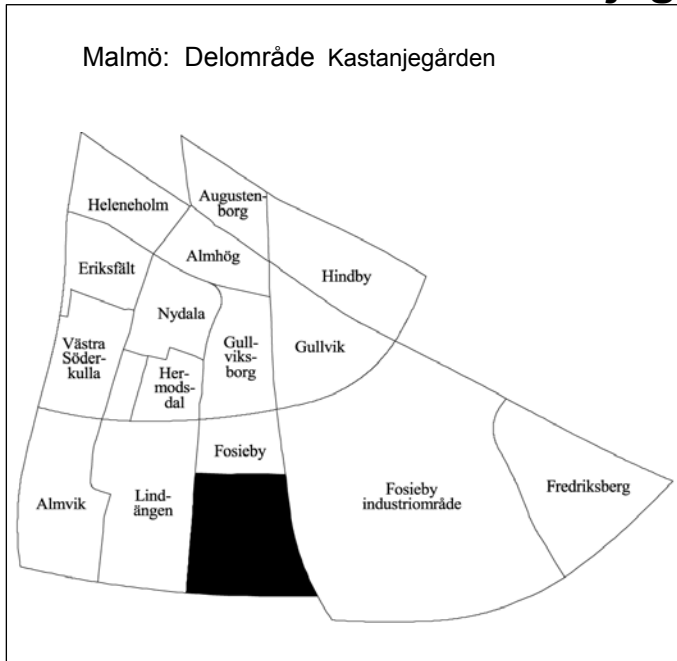 Malmö: Delområde Kastanjegården
Heleneholm
Augusten-
borg
Almhög
Eriksfält
Hindby
Nydala
Västra
Söder-
kulla
Gull-
viks-
borg
Gullvik
Her-
mods-
dal
Fosieby
Almvik
Lind-
ängen
Fosieby
industriområde
Fredriksberg